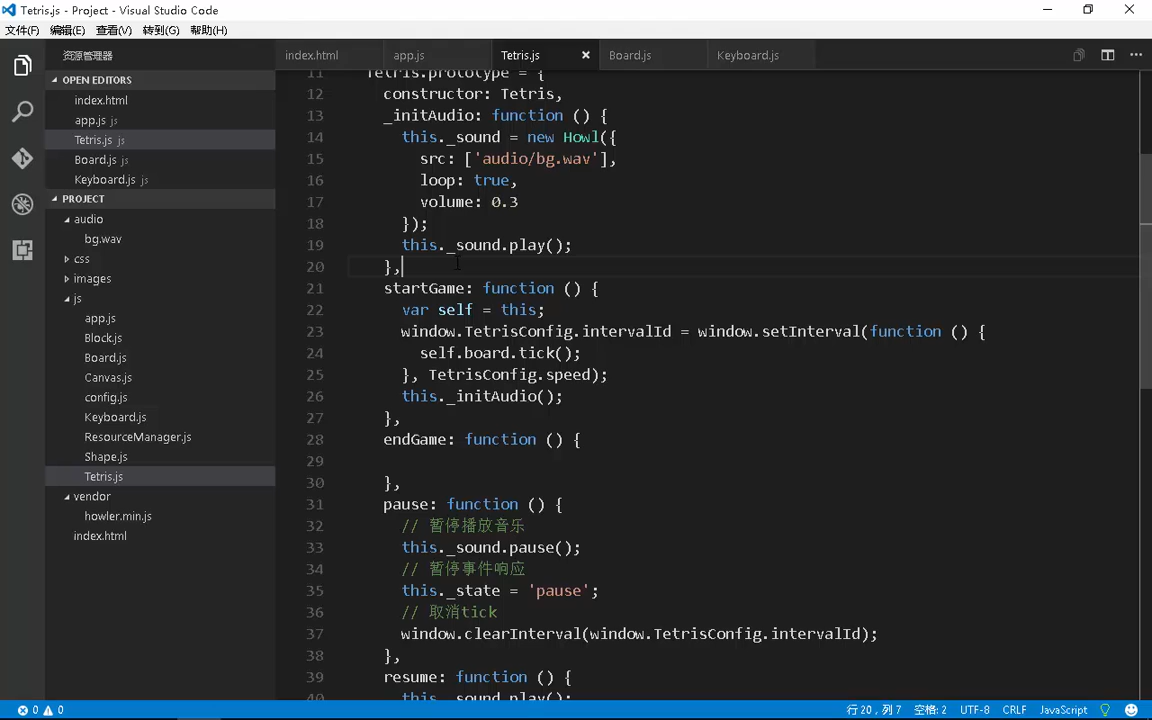 Tetris.js - Project - Visual Studio Code
文件(F) 编辑(E) 查看(V) 转到(G) 帮助(H)
资源管理器
index.html app.js Tetris.js Board.js Keyboard.js
OPEN EDITORS
index.html
app.js js
Tetris.js js
Board.js js
Keyboard.js js
PROJECT
audio
bg.wav
css
images
js
app.js
Block.js
Board.js
Canvas.js
config.js
Keyboard.js
ResourceManager.js
Shape.js
Tetris.js
vendor
howler.min.js
index.html
11 Tetris.prototype = {
12 constructor: Tetris,
13 _initAudio: function () {
14 this._sound = new Howl({
15 src: ['audio/bg.wav'],
16 loop: true,
17 volume: 0.3
18 });
19 this._sound.play();
20 },
21 startGame: function () {
22 var self = this;
23 window.TetrisConfig.intervalId = window.setInterval(function () {
24 self.board.tick();
25 }, TetrisConfig.speed);
26 this._initAudio();
27 },
28 endGame: function () {
29
30 },
31 pause: function () {
32 // 暂停播放音乐
33 this._sound.pause();
34 // 暂停事件响应
35 this._state = 'pause';
36 // 取消tick
37 window.clearInterval(window.TetrisConfig.intervalId);
38 },
39 resume: function () {
40 this._sound.play();
0 0 行 20, 列 7 空格: 2 UTF-8 CRLF JavaScript